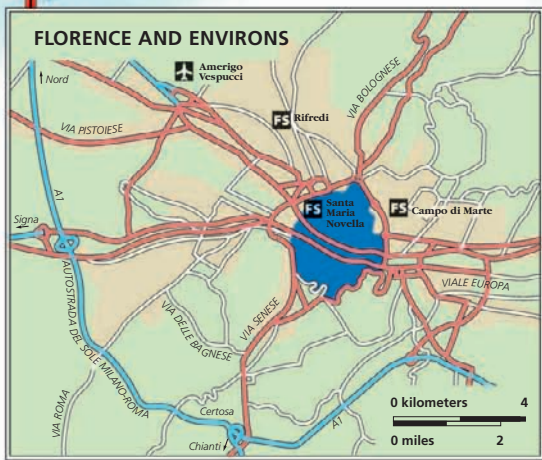 FLORENCE AND ENVIRONS
Nord
Amerigo
Vespucci
VIA BOLOGNESE
FS Rifredi
VIA PISTOIESE
A1
Signa
FS Santa
Maria
Novella
FS Campo di Marte
AUTOSTRADA DEL SOLE MILANO-ROMA
VIA DELLE BAGNESE
VIA SENESE
VIALE EUROPA
VIA ROMA
Certosa
Chianti
A1
0 kilometers 4
0 miles 2